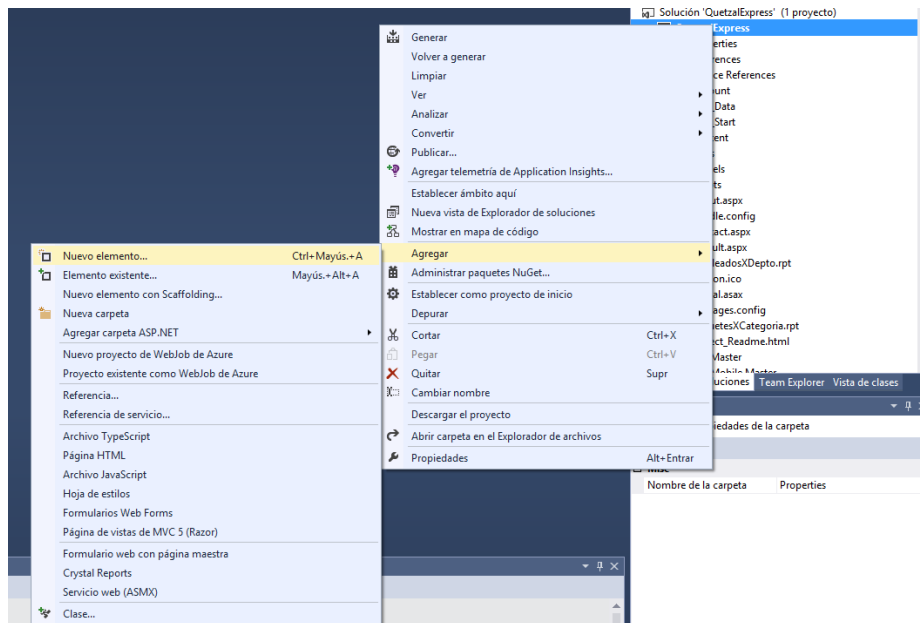 Solución 'QuetzalExpress' (1 proyecto)
Generar
Volver a generar
Limpiar
Ver
Analizar
Convertir
Publicar...
Agregar telemetría de Application Insights...
Establecer ámbito aquí
Nueva vista de Explorador de soluciones
Mostrar en mapa de código
Agregar
Administrar paquetes NuGet...
Establecer como proyecto de inicio
Depurar
Cortar Ctrl+X
Pegar Ctrl+V
Quitar Supr
Cambiar nombre
Descargar el proyecto
Abrir carpeta en el Explorador de archivos
Propiedades Alt+Entrar
Nuevo elemento... Ctrl+Mayús.+A
Elemento existente... Mayús.+Alt+A
Nuevo elemento con Scaffolding...
Nueva carpeta
Agregar carpeta ASP.NET
Nuevo proyecto de WebJob de Azure
Proyecto existente como WebJob de Azure
Referencia...
Referencia de servicio...
Archivo TypeScript
Página HTML
Archivo JavaScript
Hoja de estilos
Formularios Web Forms
Página de vistas de MVC 5 (Razor)
Formulario web con página maestra
Crystal Reports
Servicio web (ASMX)
Clase...
Express
erties
rences
ce References
unt
_Data
_Start
ent
els
ts
ut.aspx
dle.config
act.aspx
ult.aspx
leadosXDepto.rpt
on.ico
al.asax
ages.config
etesXCategoria.rpt
ect_Readme.html
Master
uciones Team Explorer Vista de clases
iedades de la carpeta
Nombre de la carpeta Properties